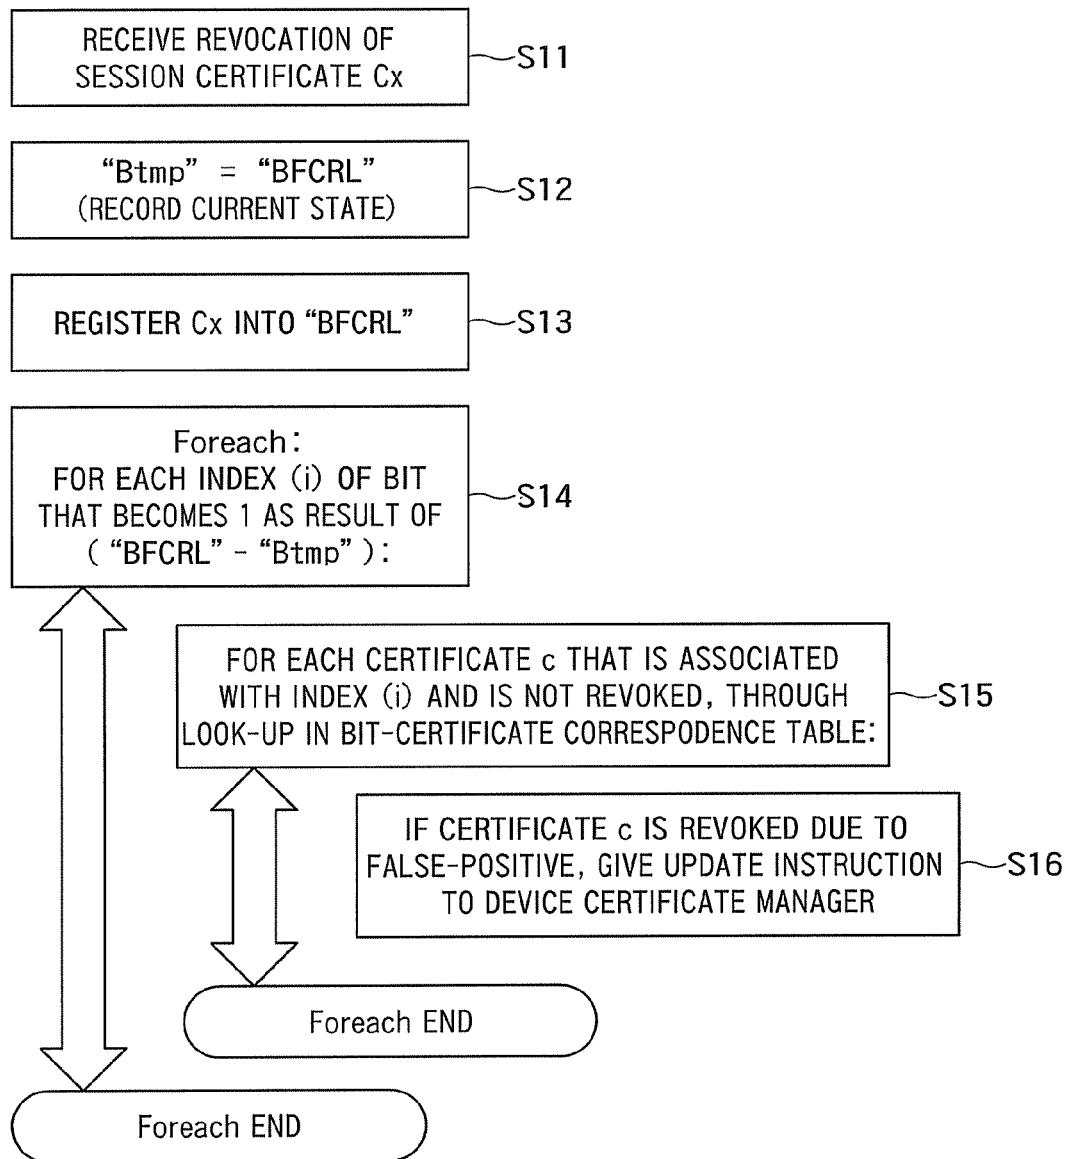 RECEIVE REVOCATION OF
SESSION CERTIFICATE Cx
S11
“Btmp” = “BFCRL”
(RECORD CURRENT STATE)
S12
REGISTER Cx INTO “BFCRL”
S13
Foreach:
FOR EACH INDEX (i) OF BIT
THAT BECOMES 1 AS RESULT OF
( “BFCRL” - “Btmp” ):
S14
FOR EACH CERTIFICATE c THAT IS ASSOCIATED
WITH INDEX (i) AND IS NOT REVOKED, THROUGH
LOOK-UP IN BIT-CERTIFICATE CORRESPODENCE TABLE:
S15
IF CERTIFICATE c IS REVOKED DUE TO
FALSE-POSITIVE, GIVE UPDATE INSTRUCTION
TO DEVICE CERTIFICATE MANAGER
S16
Foreach END
Foreach END